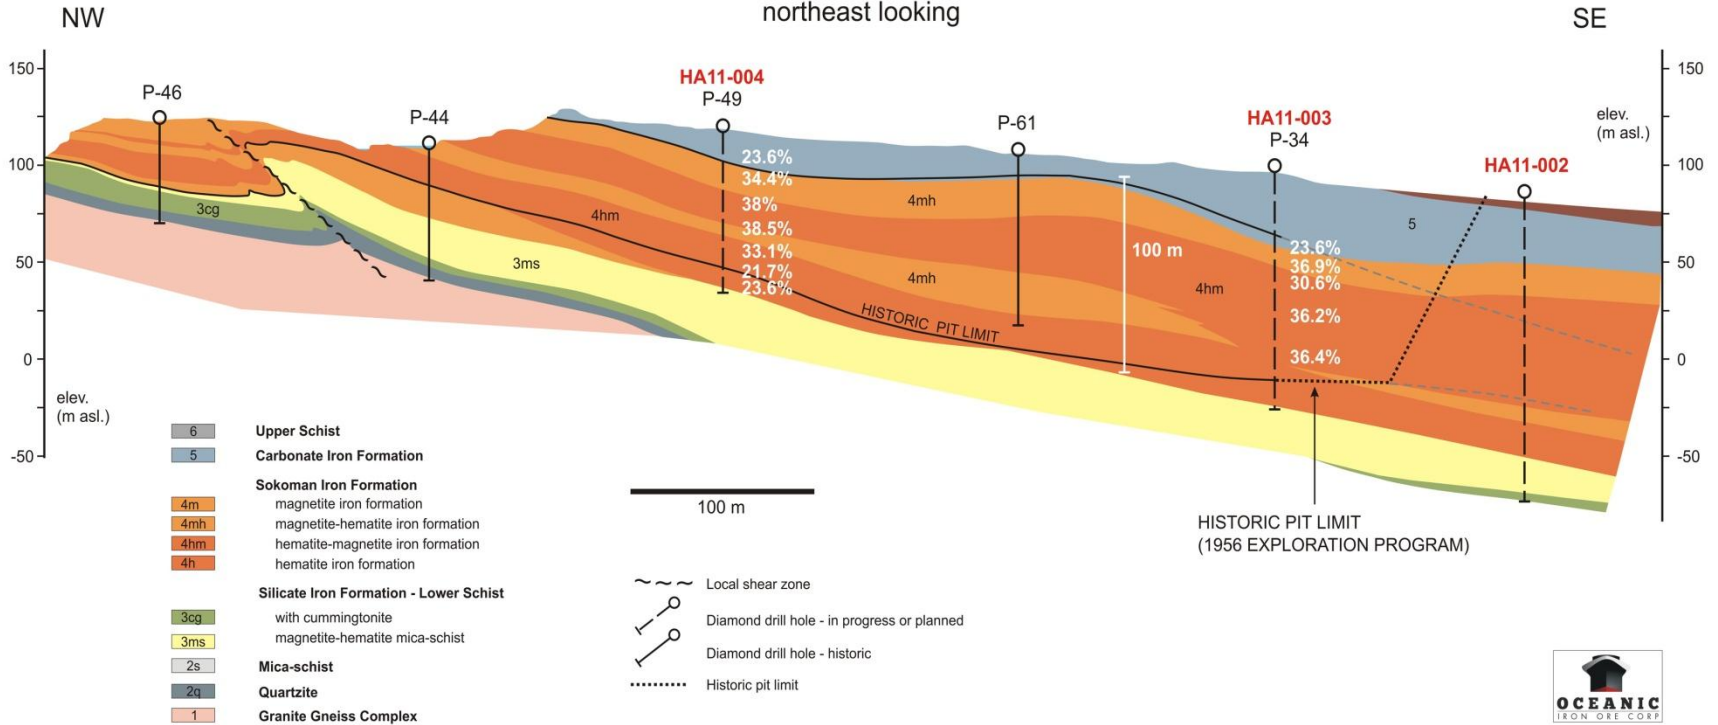 northeast looking
NW
SE
150
100
50
0
-50
elev.
(m asl.)
P-46
P-44
HA11-004
P-49
P-61
HA11-003
P-34
HA11-002
elev.
(m asl.)
150
100
50
0
-50
23.6%
34.4%
38%
38.5%
33.1%
21.7%
23.6%
23.6%
36.9%
30.6%
36.2%
36.4%
3cg
3ms
4hm
4mh
4mh
4hm
5
100 m
HISTORIC PIT LIMIT
HISTORIC PIT LIMIT
(1956 EXPLORATION PROGRAM)
100 m
6 Upper Schist
5 Carbonate Iron Formation
Sokoman Iron Formation
4m magnetite iron formation
4mh magnetite-hematite iron formation
4hm hematite-magnetite iron formation
4h hematite iron formation
Silicate Iron Formation - Lower Schist
3cg with cummingtonite
3ms magnetite-hematite mica-schist
2s Mica-schist
2q Quartzite
1 Granite Gneiss Complex
Local shear zone
Diamond drill hole - in progress or planned
Diamond drill hole - historic
Historic pit limit
OCEANIC
IRON ORE CORP